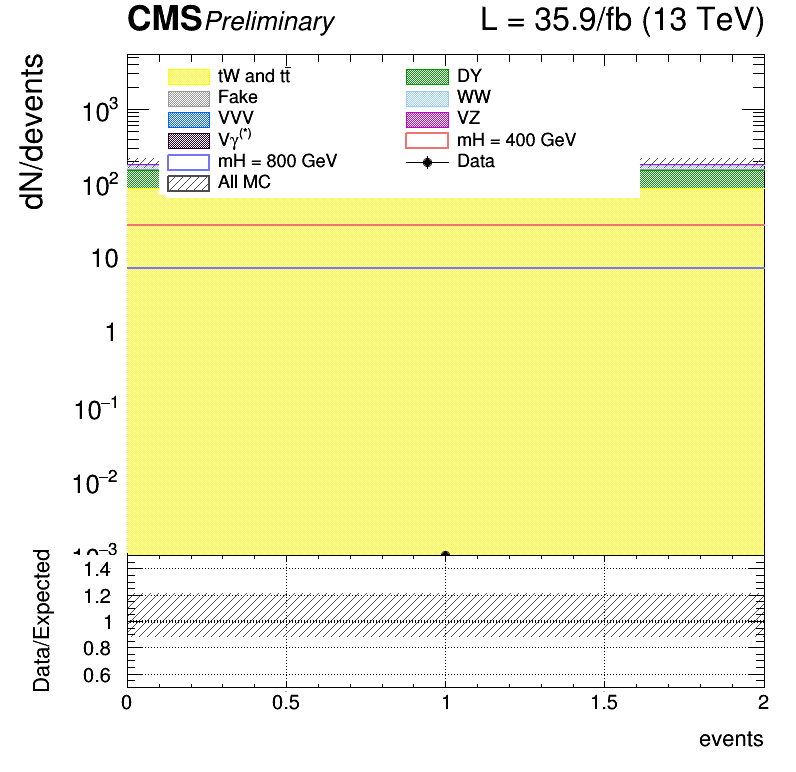 CMS Preliminary L = 35.9/fb (13 TeV)
dN/devents
10³
10²
10
1
10⁻¹
10⁻²
10⁻³
tW and tt̄
Fake
VVV
Vγ⁽*⁾
mH = 800 GeV
All MC
DY
WW
VZ
mH = 400 GeV
Data
Data/Expected
1.4
1.2
1
0.8
0.6
0 0.5 1 1.5 2
events